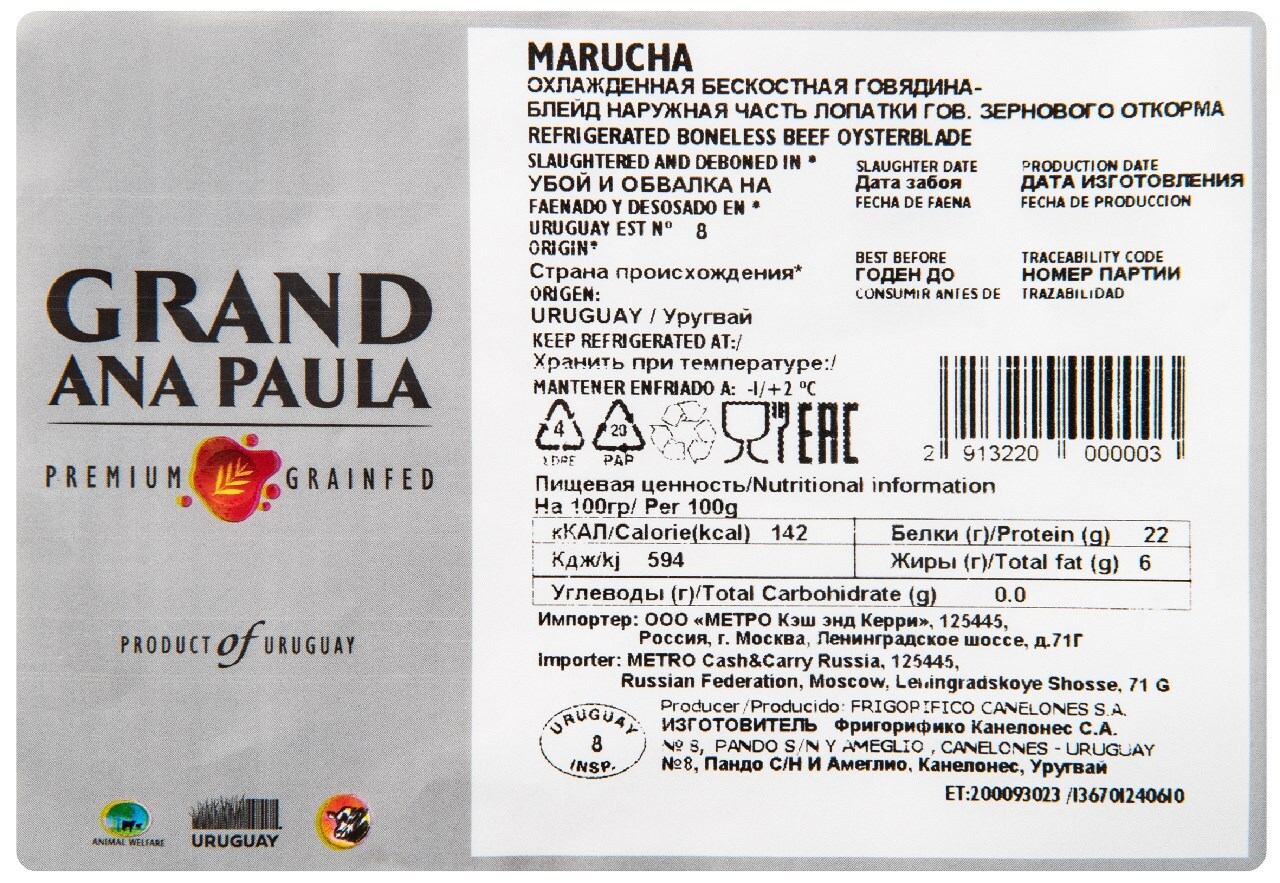 GRAND
ANA PAULA
PREMIUM GRAINFED
PRODUCT of URUGUAY
ANIMAL WELFARE
URUGUAY
MARUCHA
ОХЛАЖДЕННАЯ БЕСКОСТНАЯ ГОВЯДИНА-
БЛЕЙД НАРУЖНАЯ ЧАСТЬ ЛОПАТКИ ГОВ. ЗЕРНОВОГО ОТКОРМА
REFRIGERATED BONELESS BEEF OYSTERBLADE
SLAUGHTERED AND DEBONED IN *
УБОЙ И ОБВАЛКА НА
FAENADO Y DESOSADO EN *
URUGUAY EST Nº 8
ORIGIN*
Страна происхождения*
ORIGEN:
URUGUAY / Уругвай
KEEP REFRIGERATED AT:/
Хранить при температуре:/
MANTENER ENFRIADO A: -1/+2 ºC
SLAUGHTER DATE
Дата забоя
FECHA DE FAENA
PRODUCTION DATE
ДАТА ИЗГОТОВЛЕНИЯ
FECHA DE PRODUCCION
BEST BEFORE
ГОДЕН ДО
CONSUMIR ANTES DE
TRACEABILITY CODE
НОМЕР ПАРТИИ
TRAZABILIDAD
4
LDPE
20
PAP
EAC
2 913220 000003
Пищевая ценность/Nutritional information
На 100гр/ Per 100g
кКАЛ/Calorie(kcal) 142 Белки (г)/Protein (g) 22
Кдж/kj 594 Жиры (г)/Total fat (g) 6
Углеводы (г)/Total Carbohidrate (g) 0.0
Импортер: ООО «МЕТРО Кэш энд Керри», 125445,
Россия, г. Москва, Ленинградское шоссе, д.71Г
Importer: METRO Cash&Carry Russia, 125445,
Russian Federation, Moscow, Leningradskoye Shosse, 71 G
Producer/Producido: FRIGORIFICO CANELONES S.A.
ИЗГОТОВИТЕЛЬ Фригорифико Канелонес С.А.
Nº 8, PANDO S/N Y AMEGLIO, CANELONES - URUGUAY
№8, Пандо С/Н И Амеглио, Канелонес, Уругвай
URUGUAY
8
INSP.
ET:200093023 /136701240610